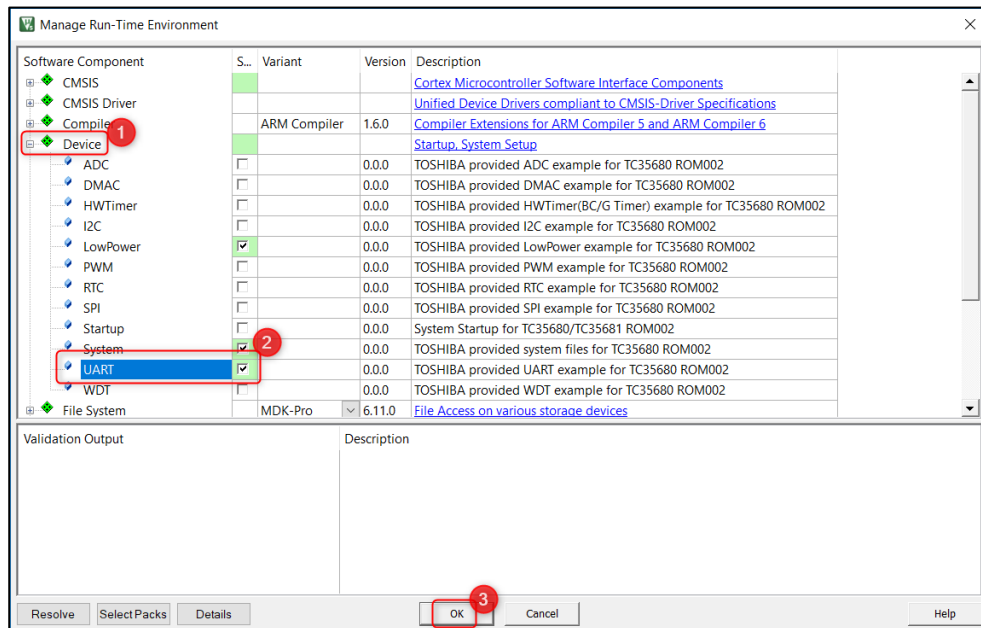 Manage Run-Time Environment
Software Component S... Variant Version Description
CMSIS Cortex Microcontroller Software Interface Components
CMSIS Driver Unified Device Drivers compliant to CMSIS-Driver Specifications
Compiler ARM Compiler 1.6.0 Compiler Extensions for ARM Compiler 5 and ARM Compiler 6
1
Device Startup, System Setup
ADC 0.0.0 TOSHIBA provided ADC example for TC35680 ROM002
DMAC 0.0.0 TOSHIBA provided DMAC example for TC35680 ROM002
HWTimer 0.0.0 TOSHIBA provided HWTimer(BC/G Timer) example for TC35680 ROM002
I2C 0.0.0 TOSHIBA provided I2C example for TC35680 ROM002
LowPower 0.0.0 TOSHIBA provided LowPower example for TC35680 ROM002
PWM 0.0.0 TOSHIBA provided PWM example for TC35680 ROM002
RTC 0.0.0 TOSHIBA provided RTC example for TC35680 ROM002
SPI 0.0.0 TOSHIBA provided SPI example for TC35680 ROM002
Startup 0.0.0 System Startup for TC35680/TC35681 ROM002
System 0.0.0 TOSHIBA provided system files for TC35680 ROM002
2
UART 0.0.0 TOSHIBA provided UART example for TC35680 ROM002
WDT 0.0.0 TOSHIBA provided WDT example for TC35680 ROM002
File System MDK-Pro 6.11.0 File Access on various storage devices
Validation Output Description
3
Resolve Select Packs Details OK Cancel Help